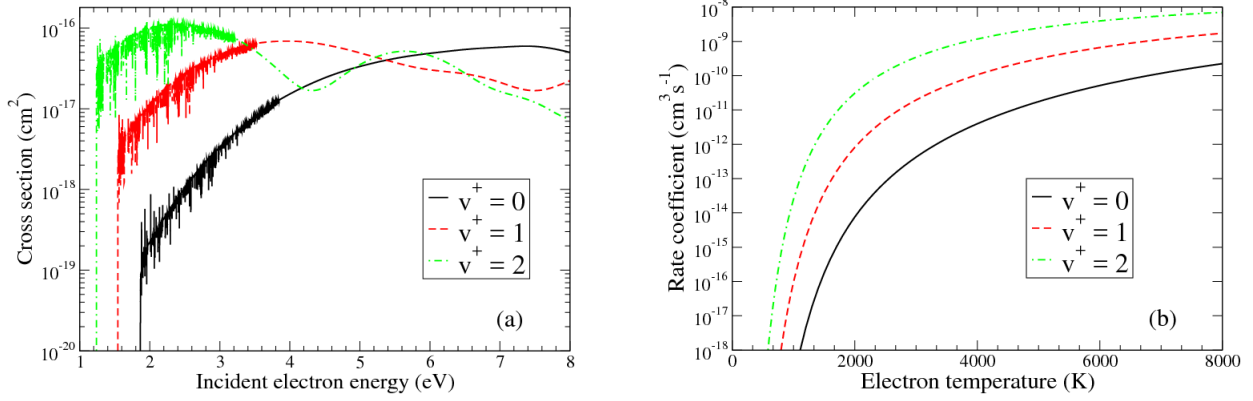 10^-16
10^-17
10^-18
10^-19
10^-20
Cross section (cm^2)
v^+ = 0
v^+ = 1
v^+ = 2
(a)
1 2 3 4 5 6 7 8
Incident electron energy (eV)
10^-8
10^-9
10^-10
10^-11
10^-12
10^-13
10^-14
10^-15
10^-16
10^-17
10^-18
Rate coefficient (cm^3 s^-1)
v^+ = 0
v^+ = 1
v^+ = 2
(b)
0 2000 4000 6000 8000
Electron temperature (K)